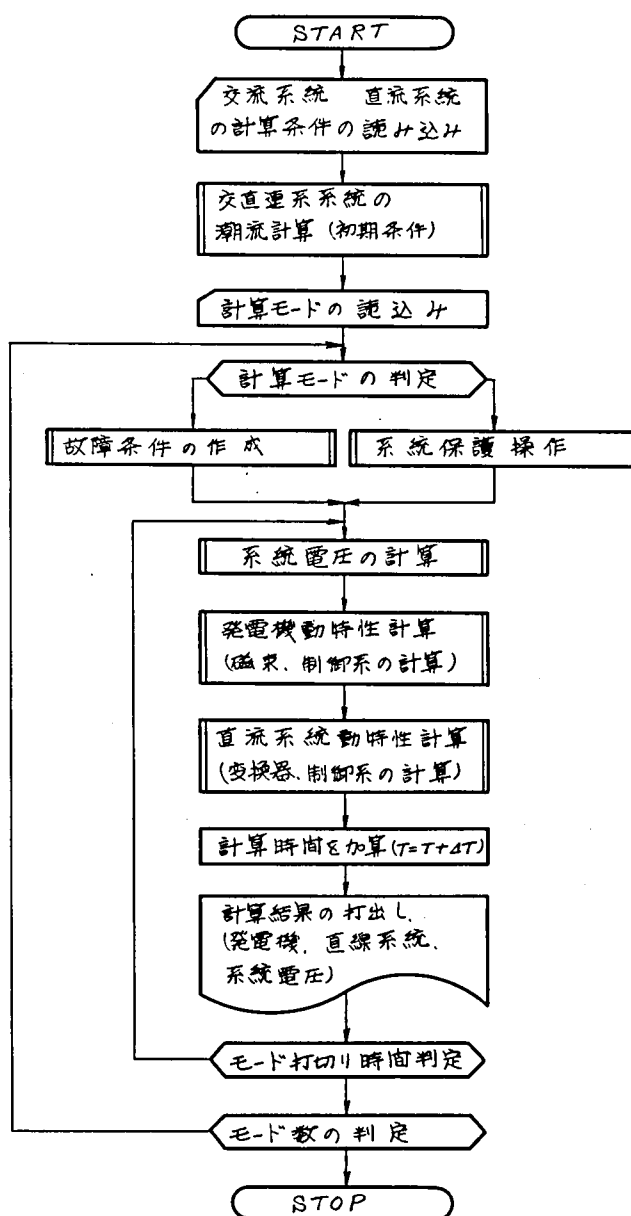 START
交流系統 直流系統
の計算条件の読み込み
交直連系系統の
潮流計算(初期条件)
計算モードの読込み
計算モードの判定
故障条件の作成
系統保護操作
系統電圧の計算
発電機動特性計算
(磁束、制御系の計算)
直流系統動特性計算
(変換器、制御系の計算)
計算時間を加算(T=T+ΔT)
計算結果の打出し、
(発電機、直線系統、
系統電圧)
モード打切り時間判定
モード数の判定
STOP